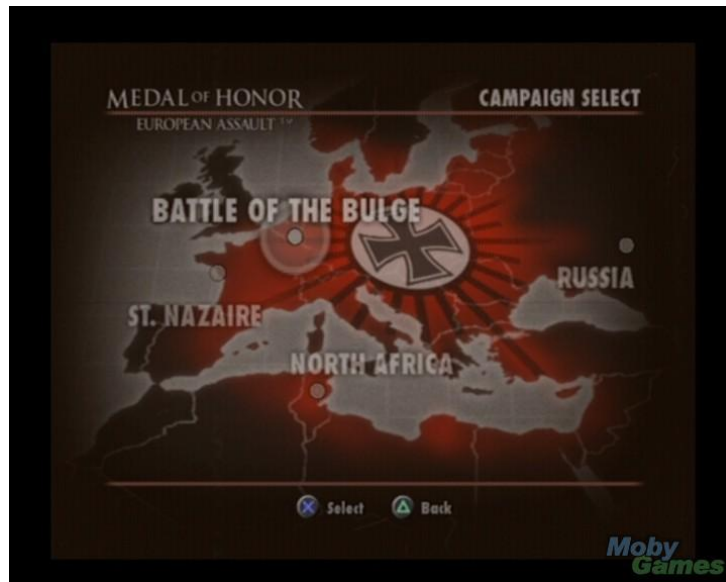 MEDAL OF HONOR
EUROPEAN ASSAULT™
CAMPAIGN SELECT
BATTLE OF THE BULGE
RUSSIA
ST. NAZAIRE
NORTH AFRICA
Select
Back
Moby
Games